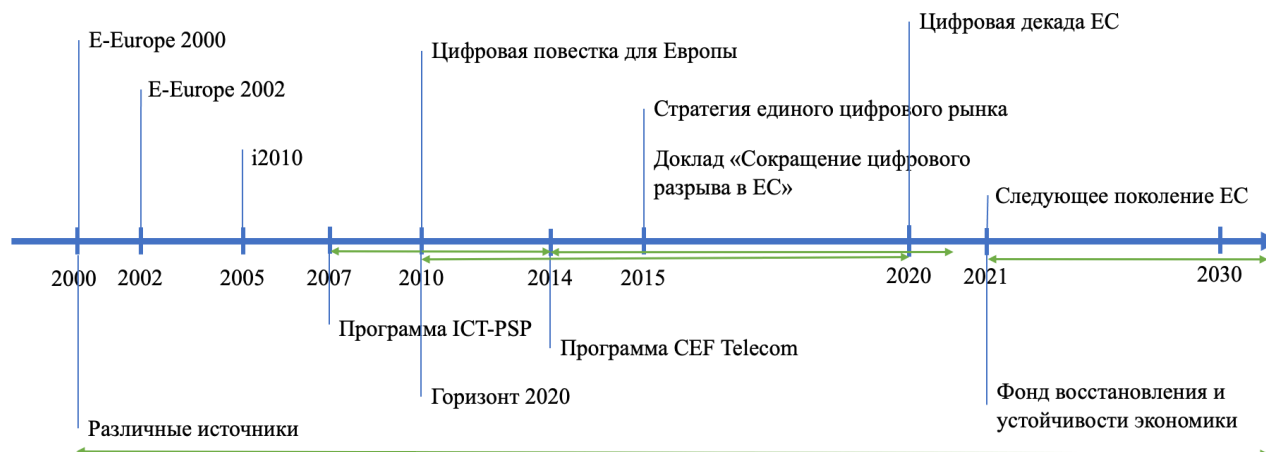 Цифровая декада ЕС
E-Europe 2000
Цифровая повестка для Европы
E-Europe 2002
Стратегия единого цифрового рынка
i2010
Доклад «Сокращение цифрового
разрыва в ЕС»
Следующее поколение ЕС
2000 2002 2005 2007 2010 2014 2015 2020 2021 2030
Программа ICT-PSP
Программа CEF Telecom
Горизонт 2020
Фонд восстановления и
устойчивости экономики
Различные источники